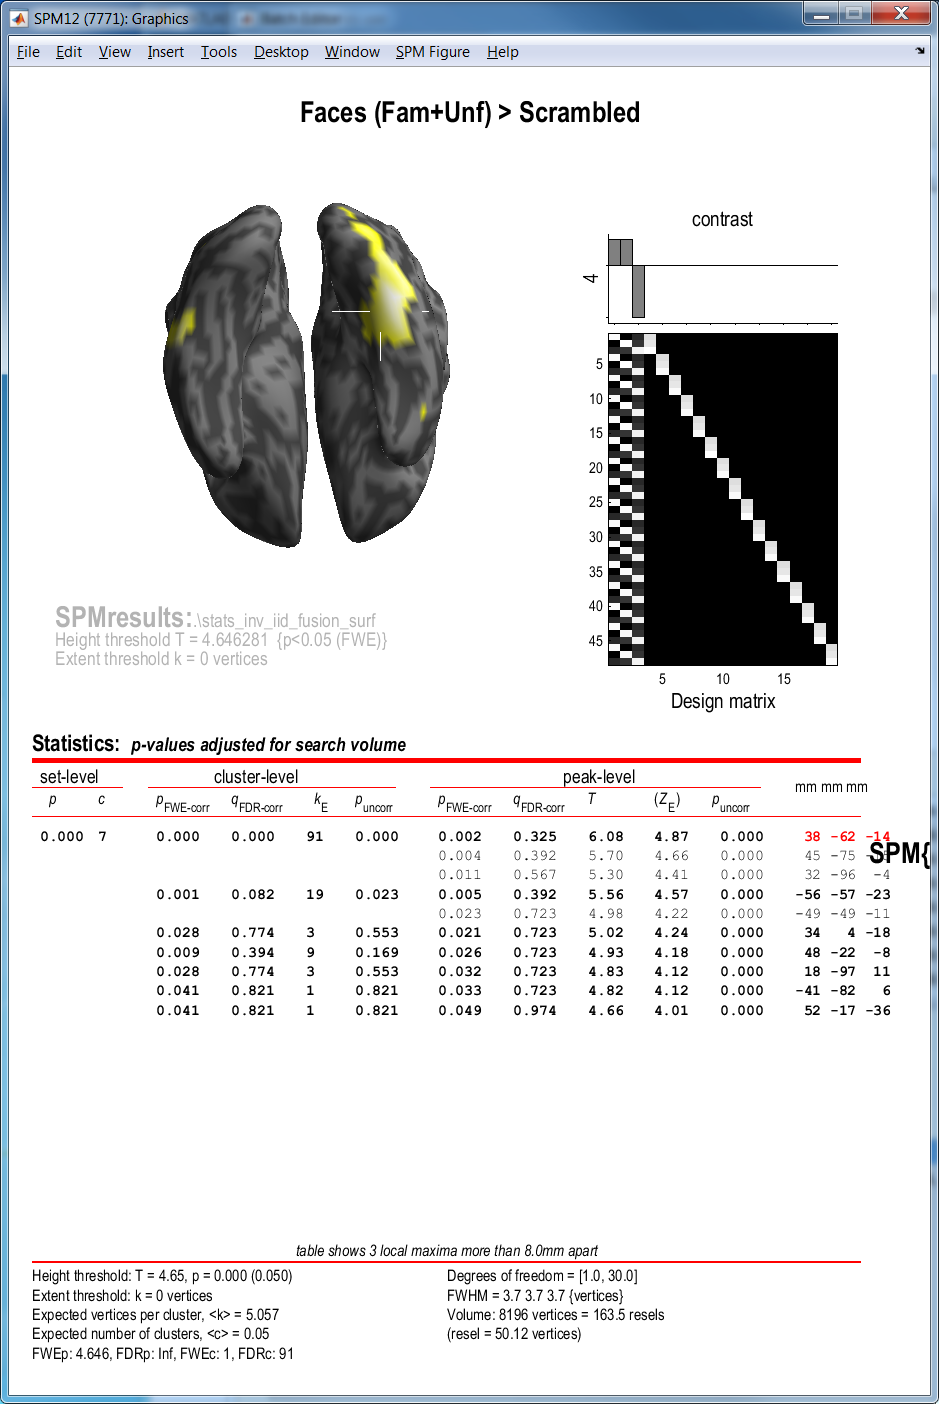 SPM12 (7771): Graphics
File Edit View Insert Tools Desktop Window SPM Figure Help
Faces (Fam+Unf) > Scrambled
contrast
4
5
10
15
20
25
30
35
40
45
5 10 15
Design matrix
SPMresults: .\stats_inv_iid_fusion_surf
Height threshold T = 4.646281 {p<0.05 (FWE)}
Extent threshold k = 0 vertices
Statistics: p-values adjusted for search volume
set-level cluster-level peak-level mm mm mm
p c pFWE-corr qFDR-corr kE puncorr pFWE-corr qFDR-corr T (ZE) puncorr
0.000 7 0.000 0.000 91 0.000 0.002 0.325 6.08 4.87 0.000 38 -62 -14
SPM{
0.004 0.392 5.70 4.66 0.000 45 -75
0.011 0.567 5.30 4.41 0.000 32 -96 -4
0.001 0.082 19 0.023 0.005 0.392 5.56 4.57 0.000 -56 -57 -23
0.023 0.723 4.98 4.22 0.000 -49 -49 -11
0.028 0.774 3 0.553 0.021 0.723 5.02 4.24 0.000 34 4 -18
0.009 0.394 9 0.169 0.026 0.723 4.93 4.18 0.000 48 -22 -8
0.028 0.774 3 0.553 0.032 0.723 4.83 4.12 0.000 18 -97 11
0.041 0.821 1 0.821 0.033 0.723 4.82 4.12 0.000 -41 -82 6
0.041 0.821 1 0.821 0.049 0.974 4.66 4.01 0.000 52 -17 -36
table shows 3 local maxima more than 8.0mm apart
Height threshold: T = 4.65, p = 0.000 (0.050)
Extent threshold: k = 0 vertices
Expected vertices per cluster, <k> = 5.057
Expected number of clusters, <c> = 0.05
FWEp: 4.646, FDRp: Inf, FWEc: 1, FDRc: 91
Degrees of freedom = [1.0, 30.0]
FWHM = 3.7 3.7 3.7 {vertices}
Volume: 8196 vertices = 163.5 resels
(resel = 50.12 vertices)